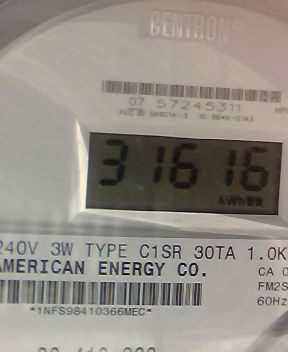 CENTRON®
07 57245311
31616
kWh
240V 3W TYPE C1SR 30TA 1.0K
AMERICAN ENERGY CO.
CA 0
FM2S
60Hz
*1NFS98410366MEC*